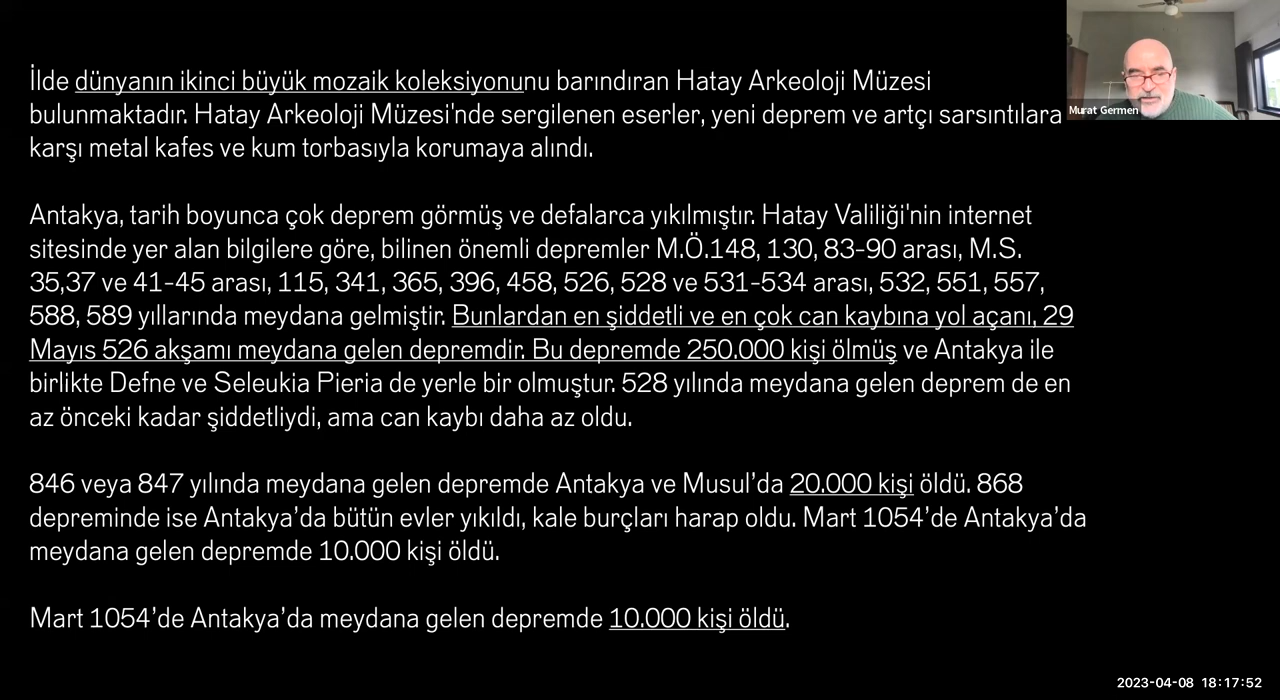 İlde dünyanın ikinci büyük mozaik koleksiyonunu barındıran Hatay Arkeoloji Müzesi
bulunmaktadır. Hatay Arkeoloji Müzesi'nde sergilenen eserler, yeni deprem ve artçı sarsıntılara
karşı metal kafes ve kum torbasıyla korumaya alındı.
Antakya, tarih boyunca çok deprem görmüş ve defalarca yıkılmıştır. Hatay Valiliği'nin internet
sitesinde yer alan bilgilere göre, bilinen önemli depremler M.Ö.148, 130, 83-90 arası, M.S.
35,37 ve 41-45 arası, 115, 341, 365, 396, 458, 526, 528 ve 531-534 arası, 532, 551, 557,
588, 589 yıllarında meydana gelmiştir. Bunlardan en şiddetli ve en çok can kaybına yol açanı, 29
Mayıs 526 akşamı meydana gelen depremdir. Bu depremde 250.000 kişi ölmüş ve Antakya ile
birlikte Defne ve Seleukia Pieria de yerle bir olmuştur. 528 yılında meydana gelen deprem de en
az önceki kadar şiddetliydi, ama can kaybı daha az oldu.
846 veya 847 yılında meydana gelen depremde Antakya ve Musul’da 20.000 kişi öldü. 868
depreminde ise Antakya’da bütün evler yıkıldı, kale burçları harap oldu. Mart 1054’de Antakya’da
meydana gelen depremde 10.000 kişi öldü.
Mart 1054’de Antakya’da meydana gelen depremde 10.000 kişi öldü.
Murat Germen
2023-04-08 18:17:52